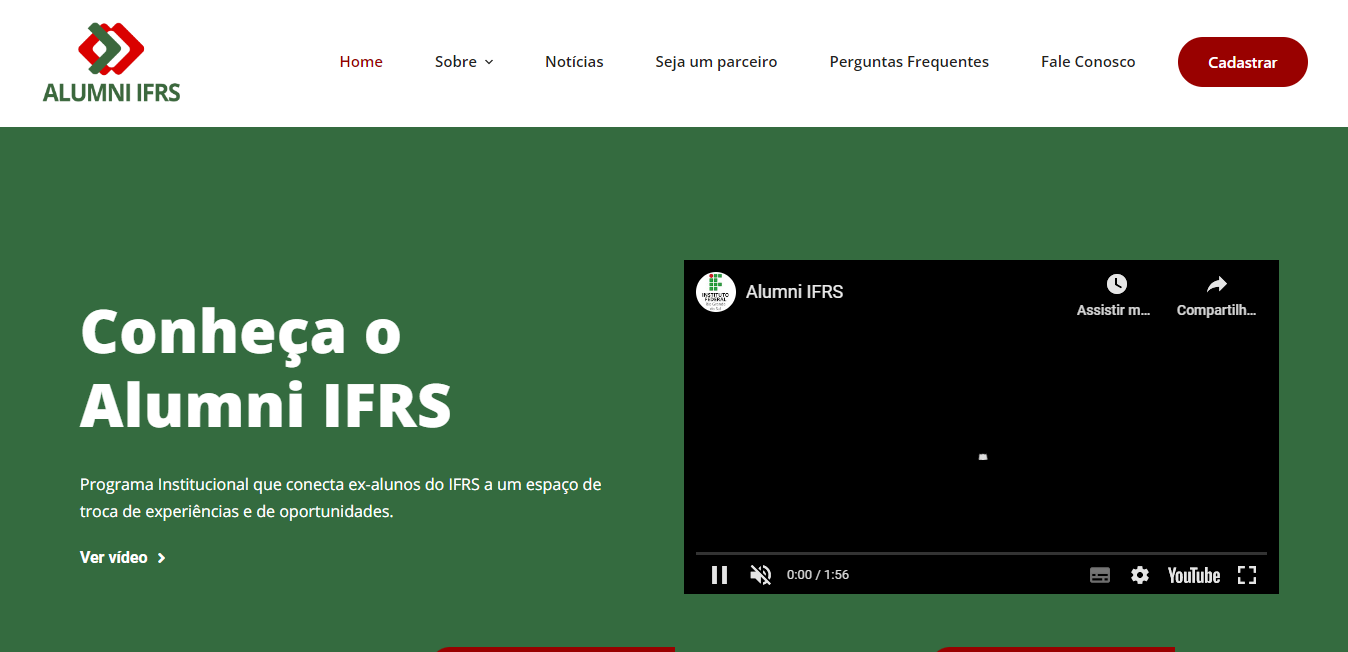 ALUMNI IFRS
Home Sobre Notícias Seja um parceiro Perguntas Frequentes Fale Conosco Cadastrar
Conheça o
Alumni IFRS
Programa Institucional que conecta ex-alunos do IFRS a um espaço de
troca de experiências e de oportunidades.
Ver vídeo
INSTITUTO
FEDERAL
Alumni IFRS
Assistir m... Compartilh...
0:00 / 1:56 YouTube